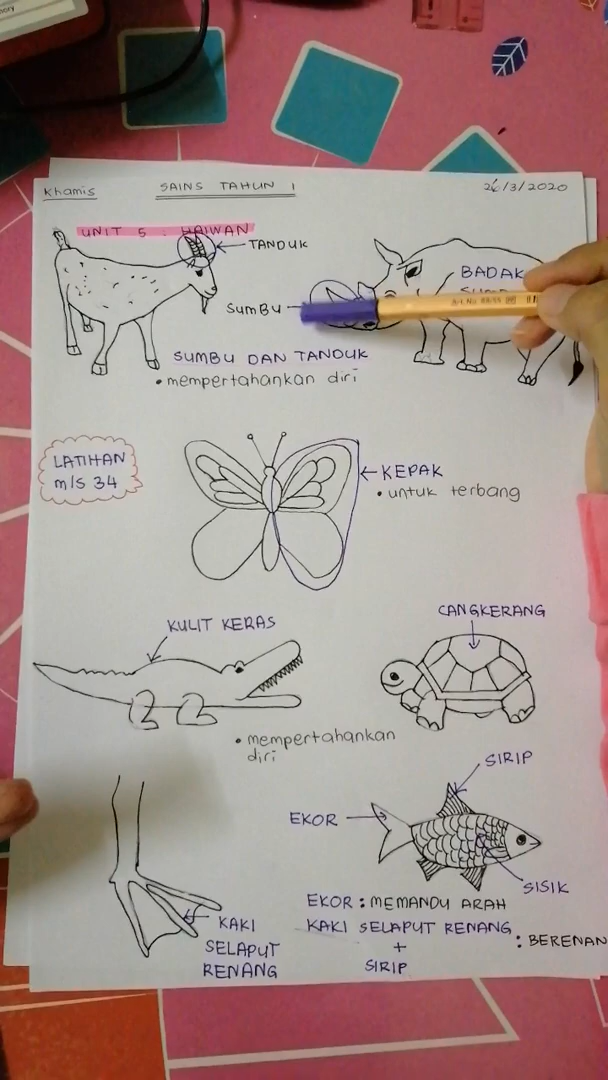 Khamis
SAINS TAHUN 1
26/3/2020
UNIT 5 : HAIWAN
TANDUK
BADAK
SUMBU
SUMBU DAN TANDUK
• mempertahankan diri
LATIHAN
m/s 34
KEPAK
• untuk terbang
KULIT KERAS
CANGKERANG
• mempertahankan
diri
SIRIP
EKOR
SISIK
EKOR : MEMANDU ARAH
KAKI SELAPUT RENANG
+
SIRIP
: BERENAN
KAKI
SELAPUT
RENANG